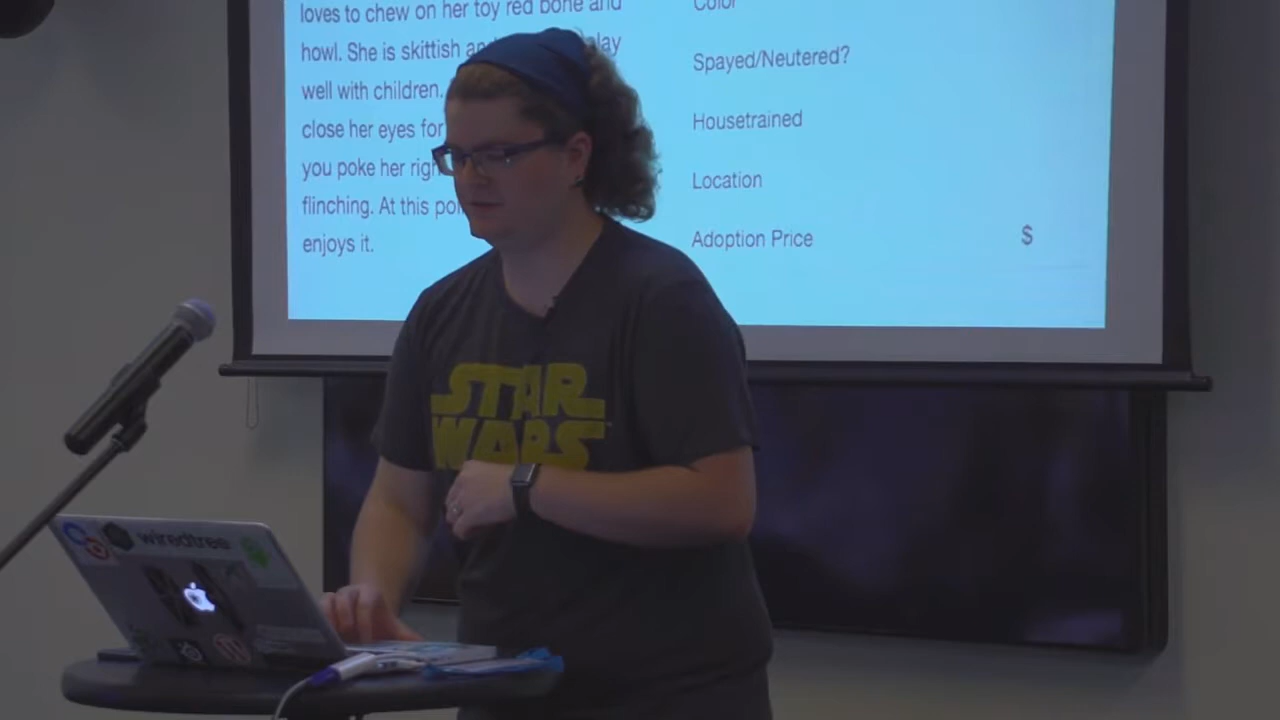 loves to chew on her toy red bone and
howl. She is skittish
play
well with children.
close her eyes for
you poke her
flinching. At this
enjoys it.
Color
Spayed/Neutered?
Housetrained
Location
Adoption Price
$
STAR
WARS
wiredtree